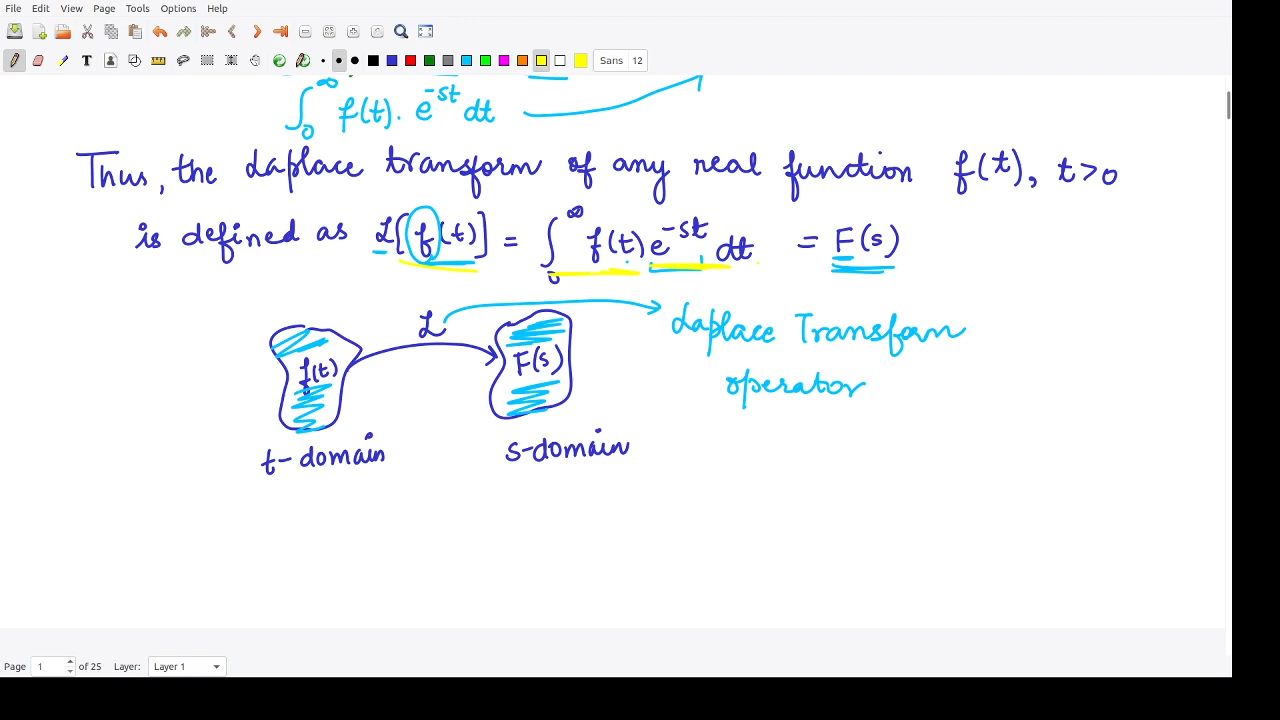 File Edit View Page Tools Options Help
Sans 12
∫₀^∞ f(t). e^-st dt
Thus, the Laplace transform of any real function f(t), t>0
is defined as L[f(t)] = ∫₀^∞ f(t) e^-st dt = F(s)
L
Laplace Transform
operator
f(t) F(s)
t-domain s-domain
Page 1 of 25 Layer: Layer 1